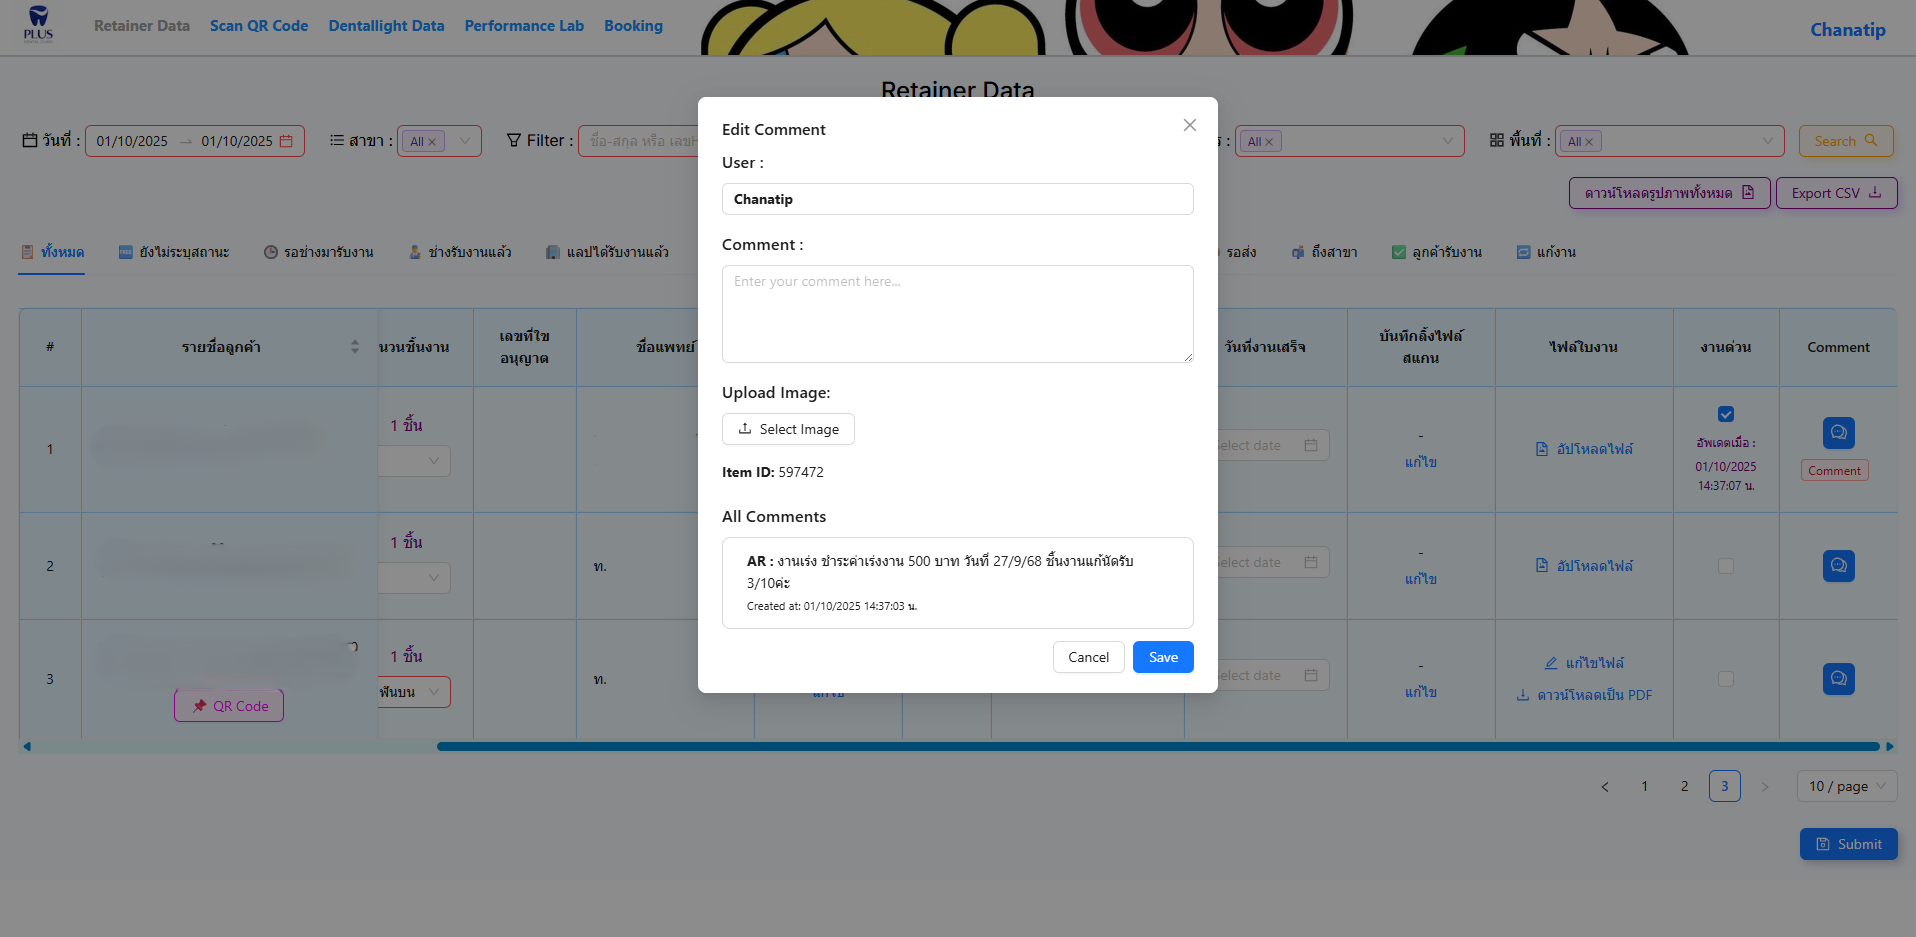 PLUS
Retainer Data
Scan QR Code
Dentallight Data
Performance Lab
Booking
Chanatip
Retainer Data
วันที่ :
01/10/2025
01/10/2025
สาขา :
All
Filter :
ชื่อ-สกุล หรือ
All
พื้นที่ :
All
Search
ดาวน์โหลดรูปภาพทั้งหมด
Export CSV
ทั้งหมด
ยังไม่ระบุสถานะ
รอช่างมารับงาน
ช่างรับงานแล้ว
แลปได้รับงานแล้ว
รอส่ง
ถึงสาขา
ลูกค้ารับงาน
แก้งาน
#
รายชื่อลูกค้า
นวนชิ้นงาน
เลขที่ใบ
อนุญาต
ชื่อแพทย์
วันที่งานเสร็จ
บันทึกลิ้งไฟล์
สแกน
ไฟล์ใบงาน
งานด่วน
Comment
1
1 ชิ้น
elect date
-
แก้ไข
อัปโหลดไฟล์
อัพเดตเมื่อ :
01/10/2025
14:37:07 น.
Comment
2
1 ชิ้น
ท.
elect date
-
แก้ไข
อัปโหลดไฟล์
3
QR Code
1 ชิ้น
ฟันบน
ท.
แก้ไข
elect date
-
แก้ไข
แก้ไขไฟล์
ดาวน์โหลดเป็น PDF
1
2
3
10 / page
Submit
Edit Comment
User :
Chanatip
Comment :
Enter your comment here...
Upload Image:
Select Image
Item ID: 597472
All Comments
AR : งานเร่ง ชำระค่าเร่งงาน 500 บาท วันที่ 27/9/68 ชิ้นงานแก้นัดรับ
3/10ค่ะ
Created at: 01/10/2025 14:37:03 น.
Cancel
Save